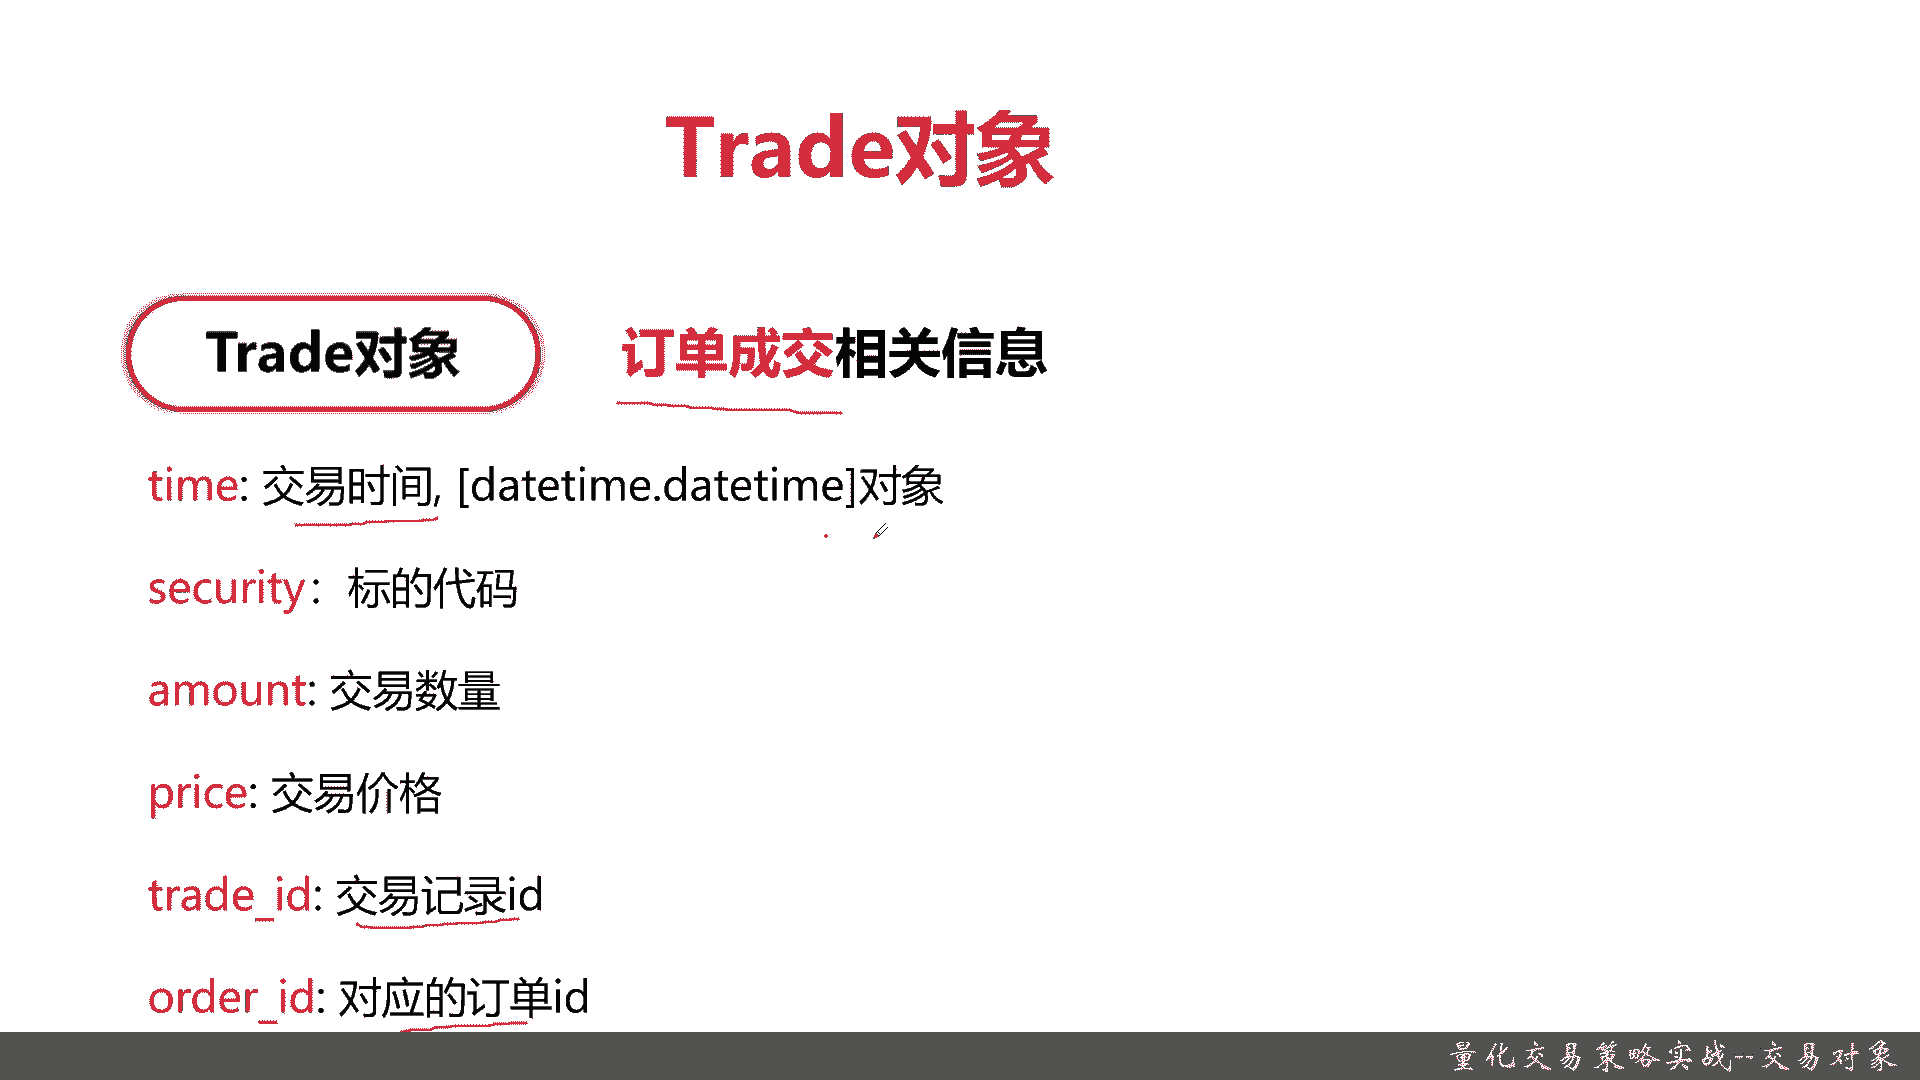 Trade对象
Trade对象
订单成交相关信息
time: 交易时间, [datetime.datetime]对象
security：标的代码
amount: 交易数量
price: 交易价格
trade_id: 交易记录id
order_id: 对应的订单id
量化交易策略实战--交易对象